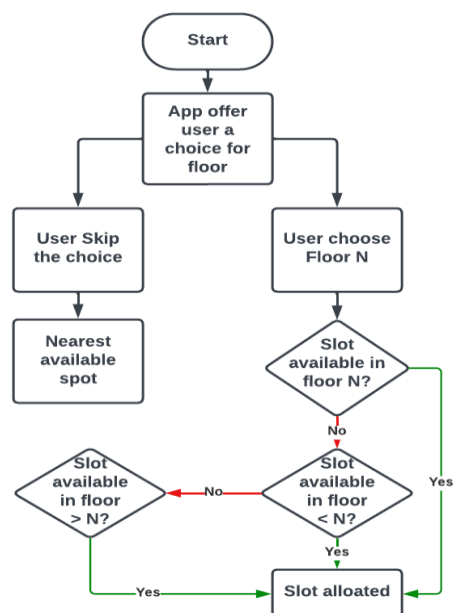 Start
App offer
user a
choice for
floor
User Skip
the choice
User choose
Floor N
Nearest
available
spot
Slot
available in
floor N?
No
Yes
Slot
available
in floor
> N?
No
Slot
available
in floor
< N?
Yes
Yes
Slot alloated